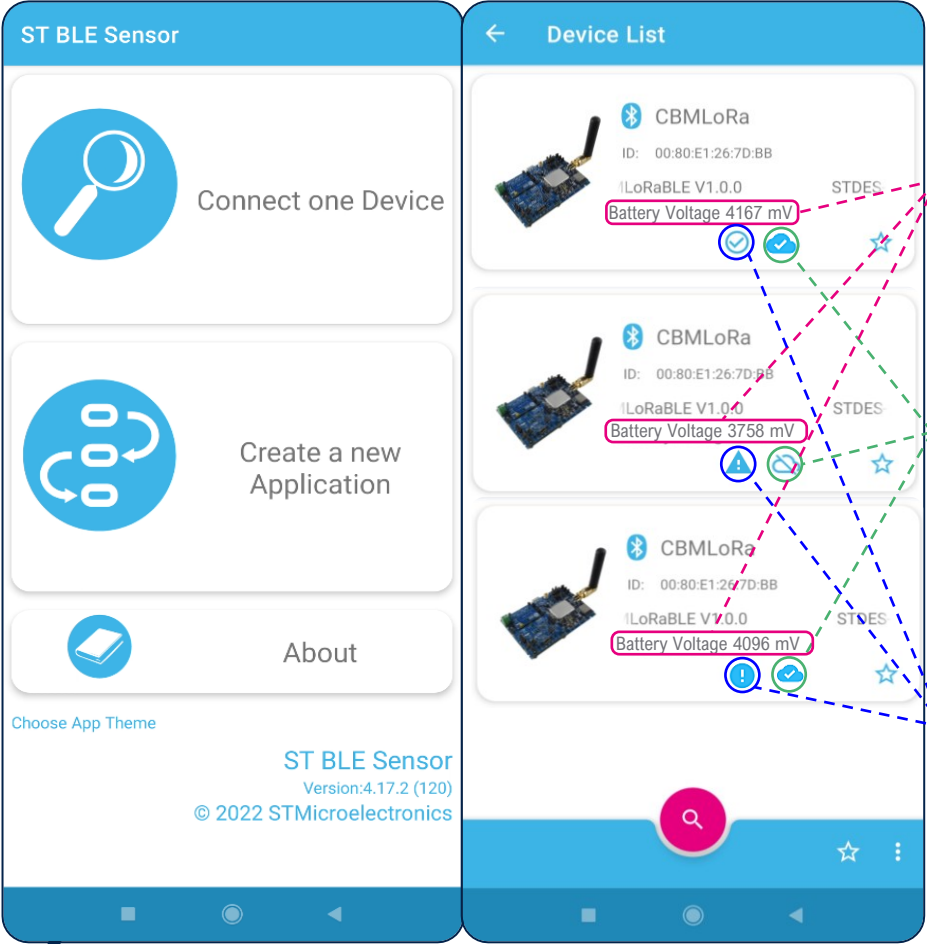 ST BLE Sensor
Connect one Device
Create a new
Application
About
Choose App Theme
ST BLE Sensor
Version:4.17.2 (120)
© 2022 STMicroelectronics
Device List
CBMLoRa
ID: 00:80:E1:26:7D:BB
LoRaBLE V1.0.0 STDES
Battery Voltage 4167 mV
CBMLoRa
ID: 00:80:E1:26:7D:BB
LoRaBLE V1.0.0 STDES
Battery Voltage 3758 mV
CBMLoRa
ID: 00:80:E1:26:7D:BB
LoRaBLE V1.0.0 STDES
Battery Voltage 4096 mV